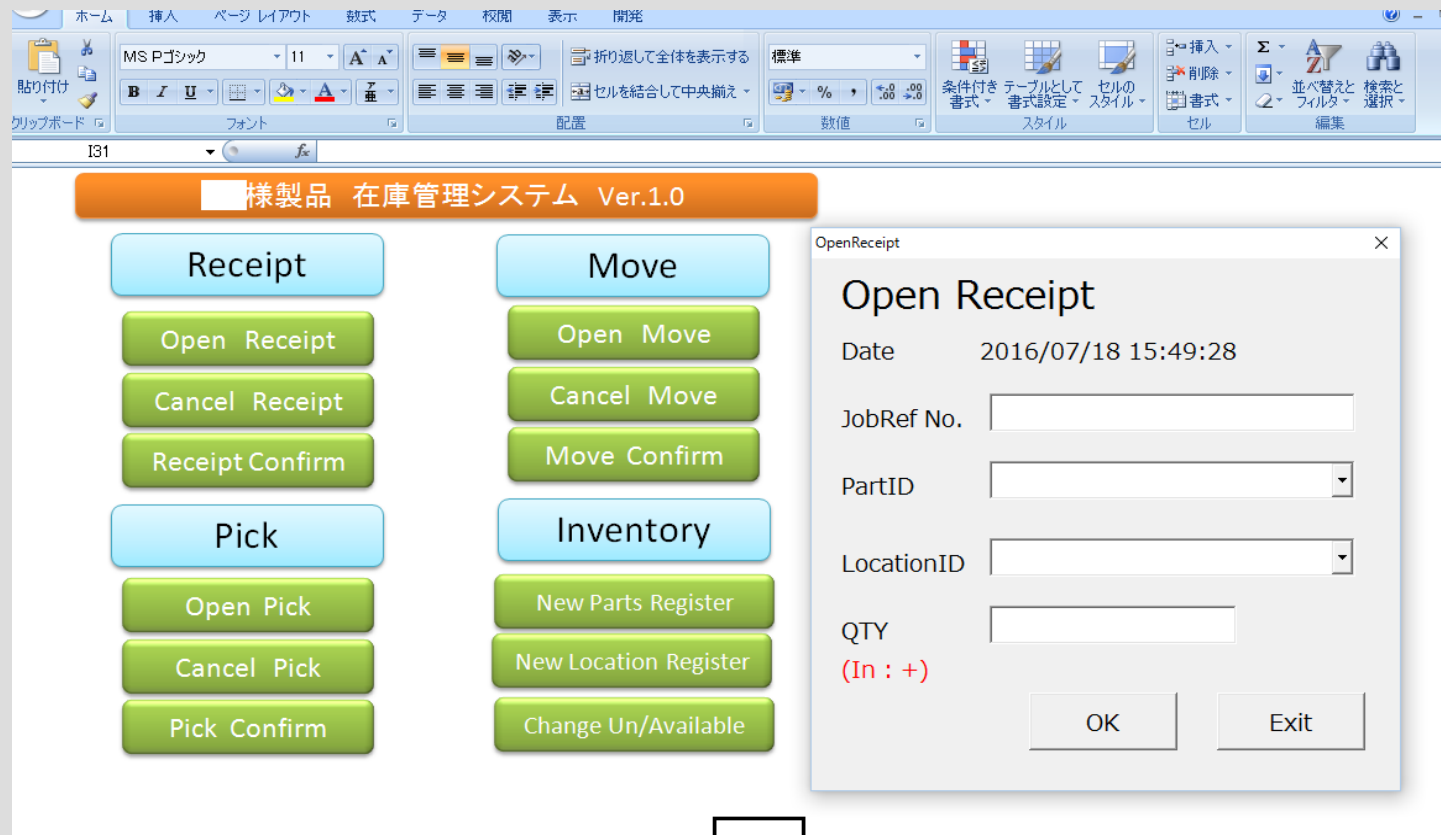 ホーム 挿入 ページ レイアウト 数式 データ 校閲 表示 開発
MS Pゴシック 11 A A
折り返して全体を表示する
標準
挿入
Σ
貼り付け
B I U A
セルを結合して中央揃え
% , .00
条件付き書式
テーブルとして書式設定
セルのスタイル
削除
書式
並べ替えとフィルタ
検索と選択
クリップボード フォント 配置 数値 スタイル セル 編集
I31 fx
様製品 在庫管理システム Ver.1.0
Receipt
Open Receipt
Cancel Receipt
Receipt Confirm
Pick
Open Pick
Cancel Pick
Pick Confirm
Move
Open Move
Cancel Move
Move Confirm
Inventory
New Parts Register
New Location Register
Change Un/Available
OpenReceipt
Open Receipt
Date 2016/07/18 15:49:28
JobRef No.
PartID
LocationID
QTY
(In : +)
OK Exit